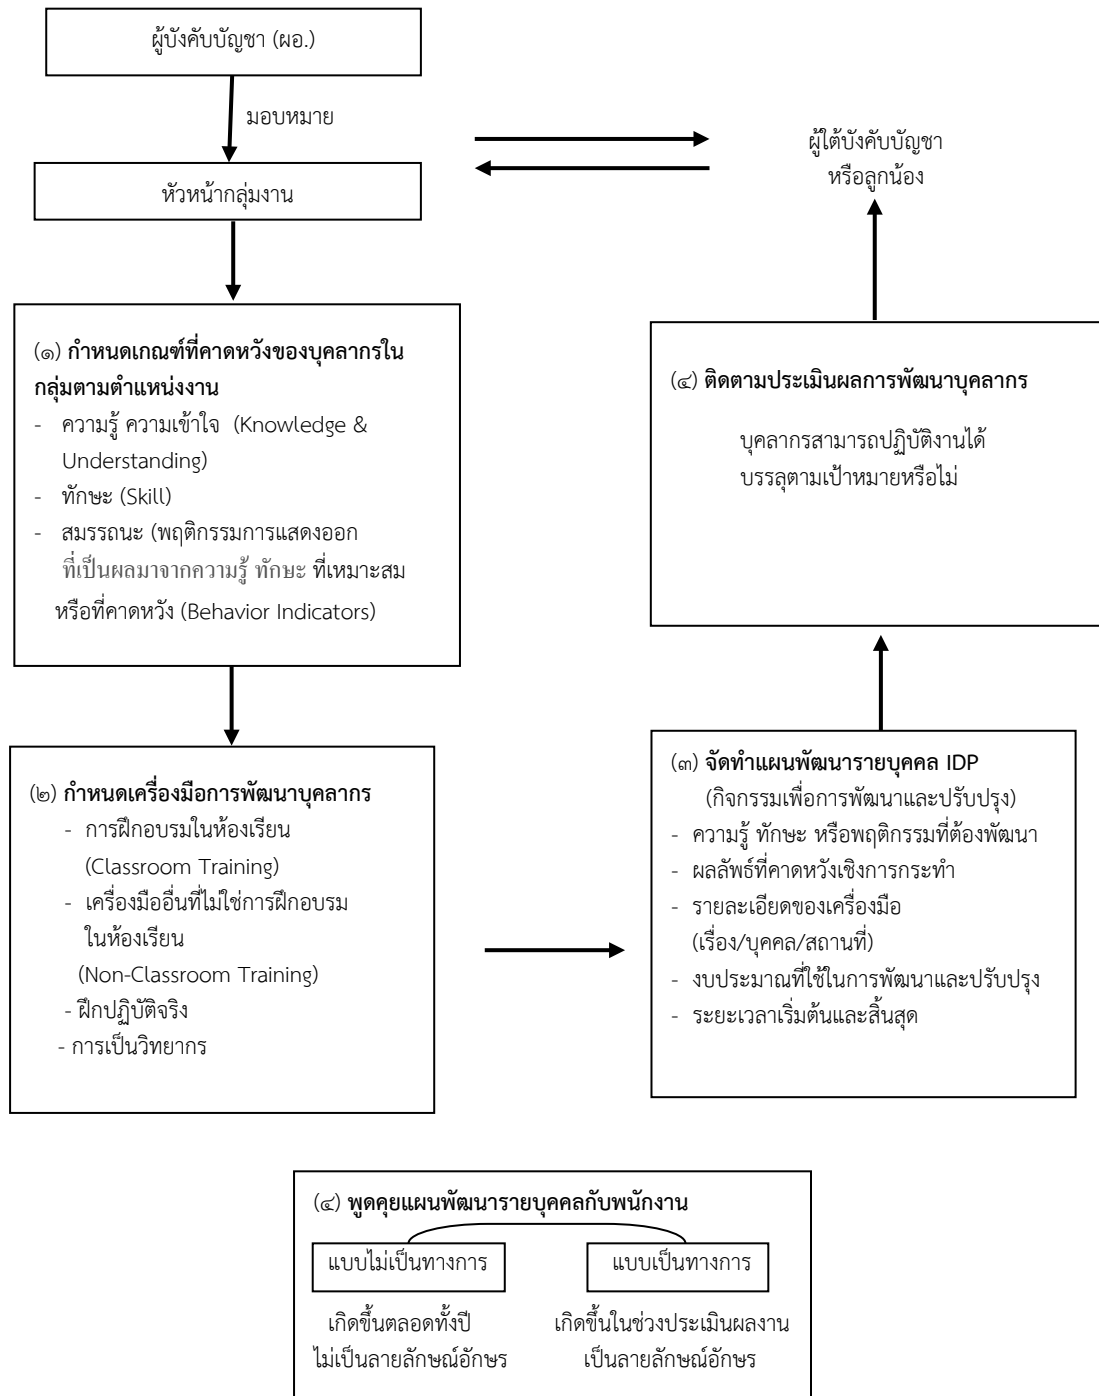 ผู้บังคับบัญชา (ผอ.)
มอบหมาย
หัวหน้ากลุ่มงาน
ผู้ใต้บังคับบัญชา
หรือลูกน้อง
(๑) กำหนดเกณฑ์ที่คาดหวังของบุคลากรใน
กลุ่มตามตำแหน่งงาน
- ความรู้ ความเข้าใจ (Knowledge &
Understanding)
- ทักษะ (Skill)
- สมรรถนะ (พฤติกรรมการแสดงออก
ที่เป็นผลมาจากความรู้ ทักษะ ที่เหมาะสม
หรือที่คาดหวัง (Behavior Indicators)
(๒) กำหนดเครื่องมือการพัฒนาบุคลากร
- การฝึกอบรมในห้องเรียน
(Classroom Training)
- เครื่องมืออื่นที่ไม่ใช่การฝึกอบรม
ในห้องเรียน
(Non-Classroom Training)
- ฝึกปฏิบัติจริง
- การเป็นวิทยากร
(๓) จัดทำแผนพัฒนารายบุคคล IDP
(กิจกรรมเพื่อการพัฒนาและปรับปรุง)
- ความรู้ ทักษะ หรือพฤติกรรมที่ต้องพัฒนา
- ผลลัพธ์ที่คาดหวังเชิงการกระทำ
- รายละเอียดของเครื่องมือ
(เรื่อง/บุคคล/สถานที่)
- งบประมาณที่ใช้ในการพัฒนาและปรับปรุง
- ระยะเวลาเริ่มต้นและสิ้นสุด
(๔) ติดตามประเมินผลการพัฒนาบุคลากร
บุคลากรสามารถปฏิบัติงานได้
บรรลุตามเป้าหมายหรือไม่
(๔) พูดคุยแผนพัฒนารายบุคคลกับพนักงาน
แบบไม่เป็นทางการ
เกิดขึ้นตลอดทั้งปี
ไม่เป็นลายลักษณ์อักษร
แบบเป็นทางการ
เกิดขึ้นในช่วงประเมินผลงาน
เป็นลายลักษณ์อักษร